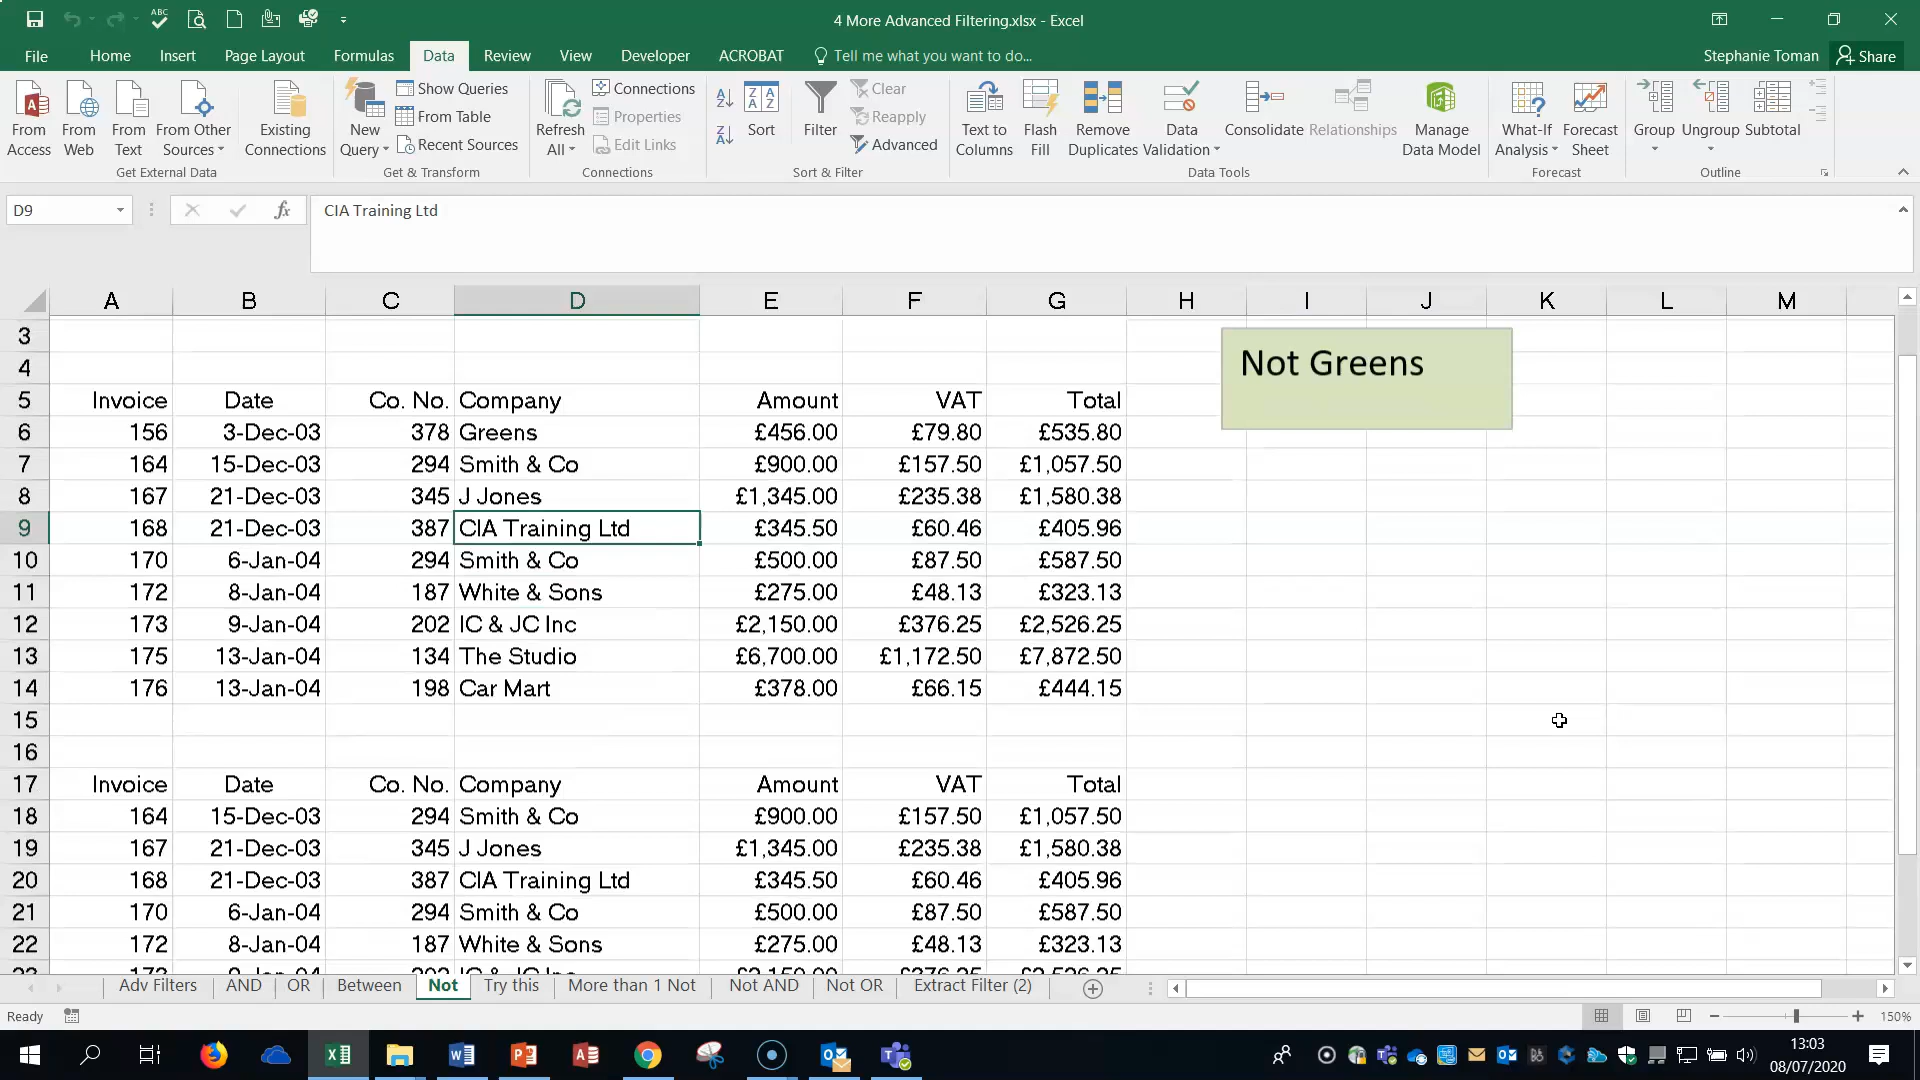 4 More Advanced Filtering.xlsx - Excel
File Home Insert Page Layout Formulas Data Review View Developer ACROBAT Tell me what you want to do... Stephanie Toman Share
From Access
From Web
From Text
From Other Sources
Existing Connections
Get External Data
New Query
Show Queries
From Table
Recent Sources
Get & Transform
Refresh All
Connections
Properties
Edit Links
Connections
Sort
Filter
Clear
Reapply
Advanced
Sort & Filter
Text to Columns
Flash Fill
Remove Duplicates
Data Validation
Consolidate
Relationships
Manage Data Model
Data Tools
What-If Analysis
Forecast Sheet
Forecast
Group
Ungroup
Subtotal
Outline
D9 fx CIA Training Ltd
A B C D E F G H I J K L M
3
4
Not Greens
5 Invoice Date Co. No. Company Amount VAT Total
6 156 3-Dec-03 378 Greens £456.00 £79.80 £535.80
7 164 15-Dec-03 294 Smith & Co £900.00 £157.50 £1,057.50
8 167 21-Dec-03 345 J Jones £1,345.00 £235.38 £1,580.38
9 168 21-Dec-03 387 CIA Training Ltd £345.50 £60.46 £405.96
10 170 6-Jan-04 294 Smith & Co £500.00 £87.50 £587.50
11 172 8-Jan-04 187 White & Sons £275.00 £48.13 £323.13
12 173 9-Jan-04 202 IC & JC Inc £2,150.00 £376.25 £2,526.25
13 175 13-Jan-04 134 The Studio £6,700.00 £1,172.50 £7,872.50
14 176 13-Jan-04 198 Car Mart £378.00 £66.15 £444.15
15
16
17 Invoice Date Co. No. Company Amount VAT Total
18 164 15-Dec-03 294 Smith & Co £900.00 £157.50 £1,057.50
19 167 21-Dec-03 345 J Jones £1,345.00 £235.38 £1,580.38
20 168 21-Dec-03 387 CIA Training Ltd £345.50 £60.46 £405.96
21 170 6-Jan-04 294 Smith & Co £500.00 £87.50 £587.50
22 172 8-Jan-04 187 White & Sons £275.00 £48.13 £323.13
Adv Filters AND OR Between Not Try this More than 1 Not Not AND Not OR Extract Filter (2)
Ready 150%
13:03
08/07/2020